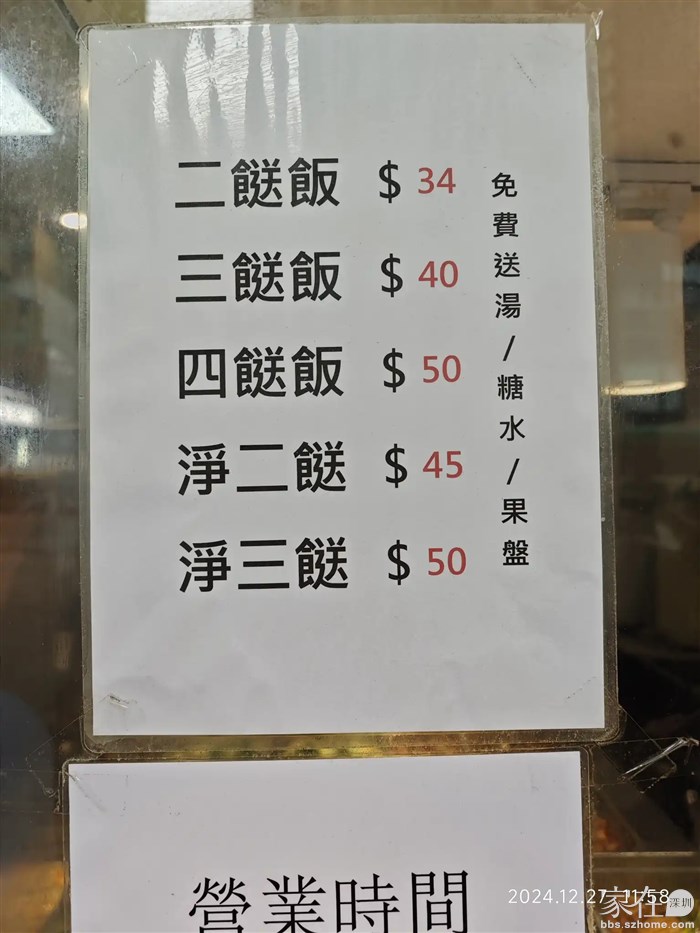 二餸飯 $ 34
三餸飯 $ 40
四餸飯 $ 50
淨二餸 $ 45
淨三餸 $ 50
免費送湯/糖水/果盤
營業時間
2024.12.27 11:58
家在深圳
bbs.szhome.com